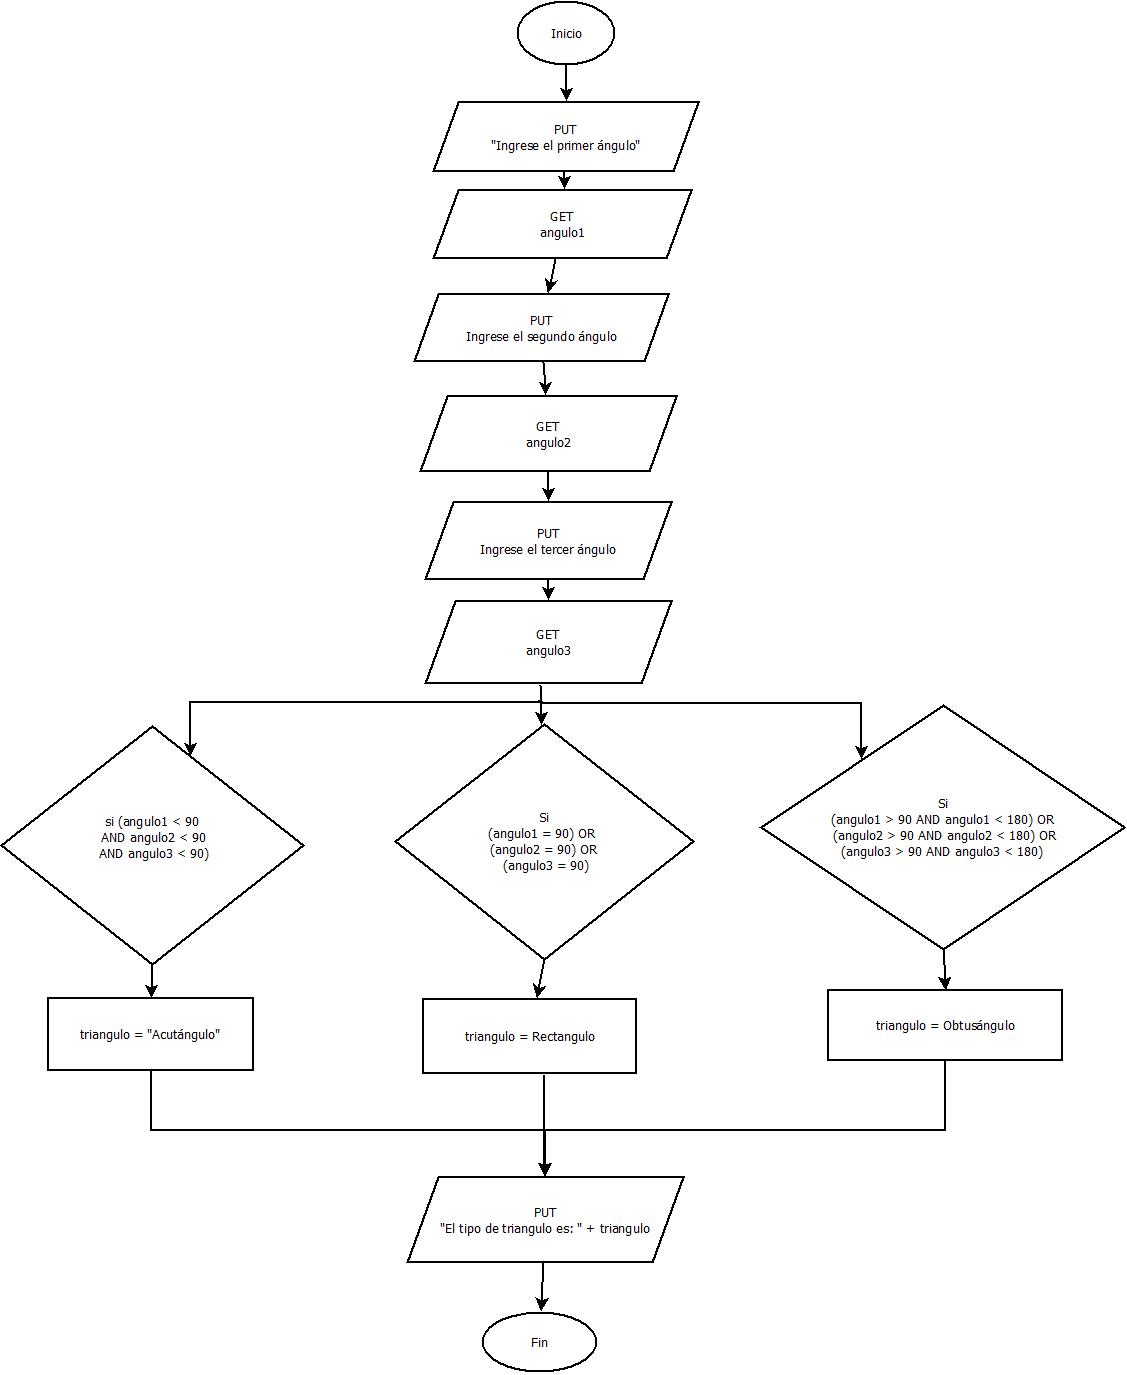 Inicio
PUT
"Ingrese el primer ángulo"
GET
angulo1
PUT
Ingrese el segundo ángulo
GET
angulo2
PUT
Ingrese el tercer ángulo
GET
angulo3
si (angulo1 < 90
AND angulo2 < 90
AND angulo3 < 90)
Si
(angulo1 = 90) OR
(angulo2 = 90) OR
(angulo3 = 90)
Si
(angulo1 > 90 AND angulo1 < 180) OR
(angulo2 > 90 AND angulo2 < 180) OR
(angulo3 > 90 AND angulo3 < 180)
triangulo = "Acutángulo"
triangulo = Rectangulo
triangulo = Obtusángulo
PUT
"El tipo de triangulo es: " + triangulo
Fin